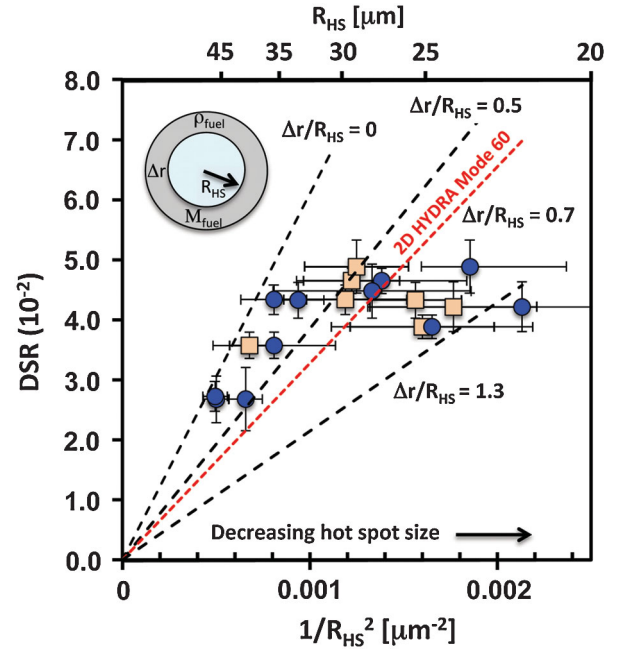 R_HS [μm]
45 35 30 25 20
8.0
7.0
6.0
5.0
4.0
3.0
2.0
1.0
0.0
DSR (10⁻²)
ρ_fuel
Δr
R_HS
M_fuel
Δr/R_HS = 0
Δr/R_HS = 0.5
2D HYDRA Mode 60
Δr/R_HS = 0.7
Δr/R_HS = 1.3
Decreasing hot spot size
0 0.001 0.002
1/R_HS² [μm⁻²]